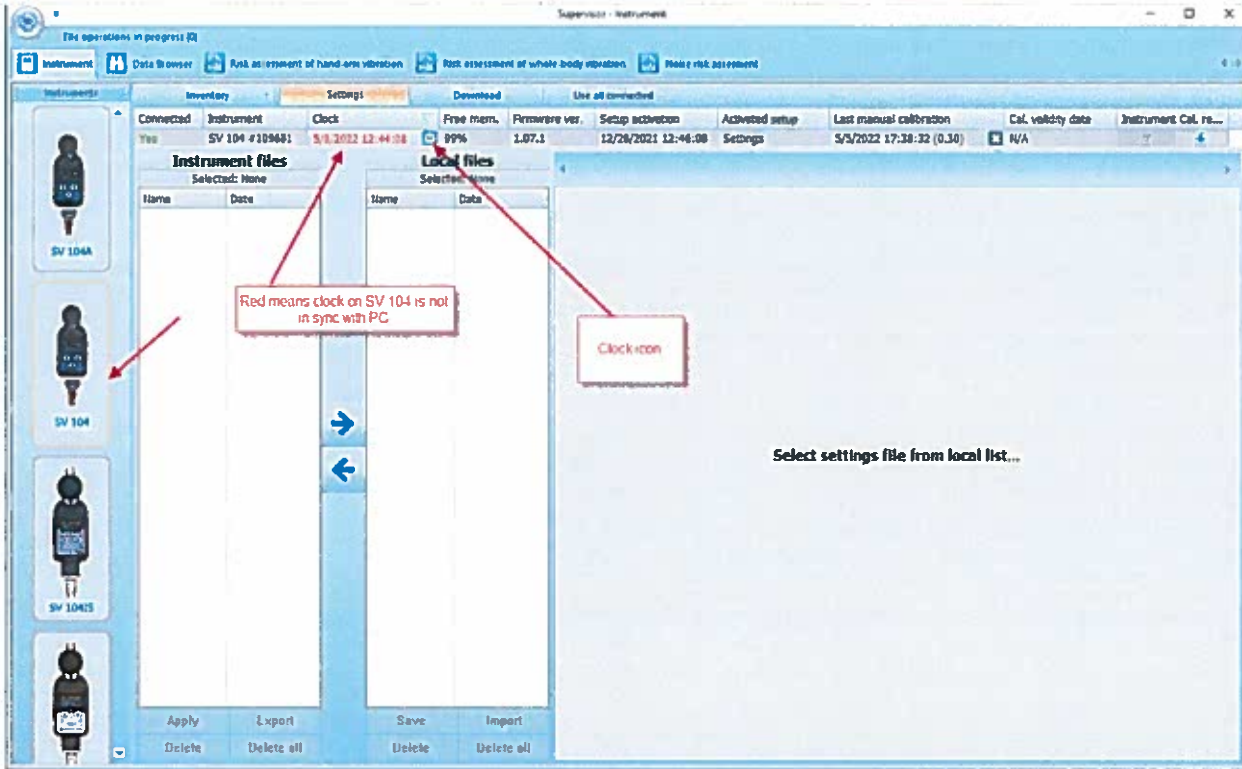 Supervisor - Instrument
File operations in progress (0)
Instrument Data Browser Risk assessment of hand-arm vibration Risk assessment of whole-body vibration Noise risk assessment
Instruments Inventory Settings Download Use all connected
Connected Instrument Clock Free mem. Firmware ver. Setup activation Activated setup Last manual calibration Cal. validity date Instrument Cal. re...
Yes SV 104 #109681 12:44:08 99% 1.07.1 12/28/2021 12:46:08 Settings 5/5/2022 17:38:32 (0.30) N/A
Instrument files Local files
Selected: None Selected: None
Name Date Name Date
SV 104A
Red means clock on SV 104 is not
in sync with PC
Clock icon
SV 104
Select settings file from local list...
SV 104IS
Apply Export Save Import
Delete Delete all Delete Delete all